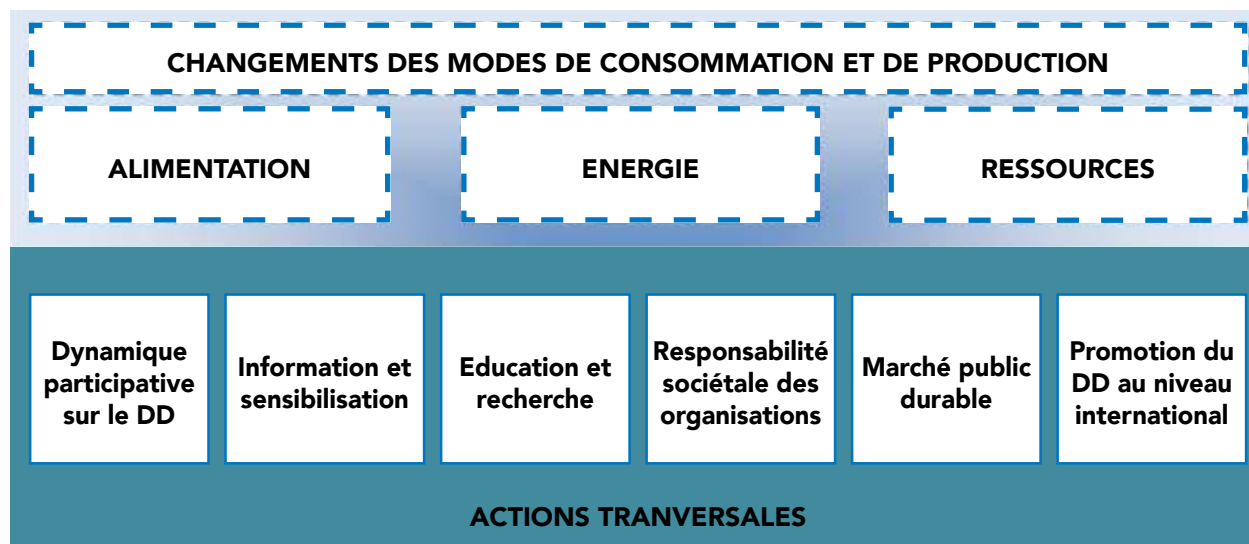 CHANGEMENTS DES MODES DE CONSOMMATION ET DE PRODUCTION
ALIMENTATION
ENERGIE
RESSOURCES
Dynamique
participative
sur le DD
Information et
sensibilisation
Education et
recherche
Responsabilité
sociétale des
organisations
Marché public
durable
Promotion du
DD au niveau
international
ACTIONS TRANVERSALES